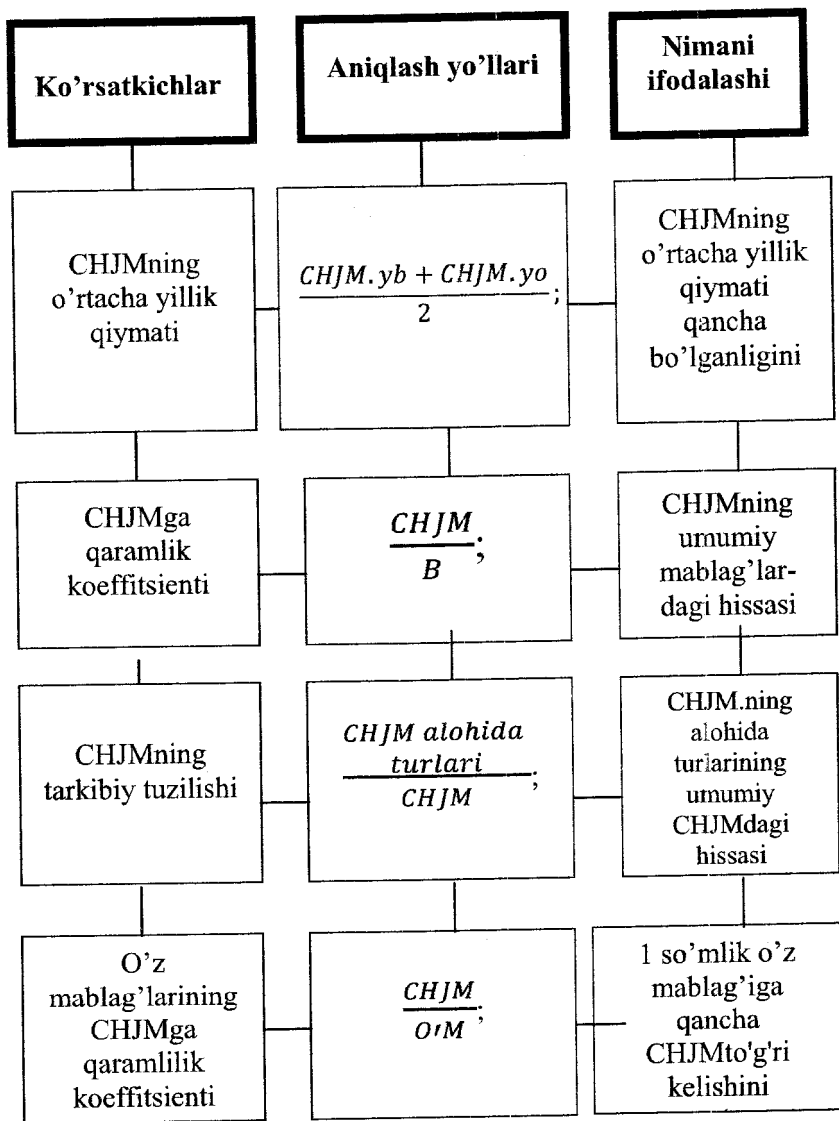 Ko’rsatkichlar
Aniqlash yo’llari
Nimani
ifodalashi
CHJMning
o’rtacha yillik
qiymati
CHJM.yb + CHJM.yo
2 ;
CHJMning
o’rtacha yillik
qiymati
qancha
bo’lganligini
CHJMga
qaramlik
koeffitsienti
CHJM
B ;
CHJMning
umumiy
mablag’lar-
dagi hissasi
CHJMning
tarkibiy tuzilishi
CHJM alohida
turlari
CHJM ;
CHJM.ning
alohida
turlarining
umumiy
CHJMdagi
hissasi
O’z
mablag’larining
CHJMga
qaramlilik
koeffitsienti
CHJM
O'M ;
1 so’mlik o’z
mablag’iga
qancha
CHJMto'g'ri
kelishini